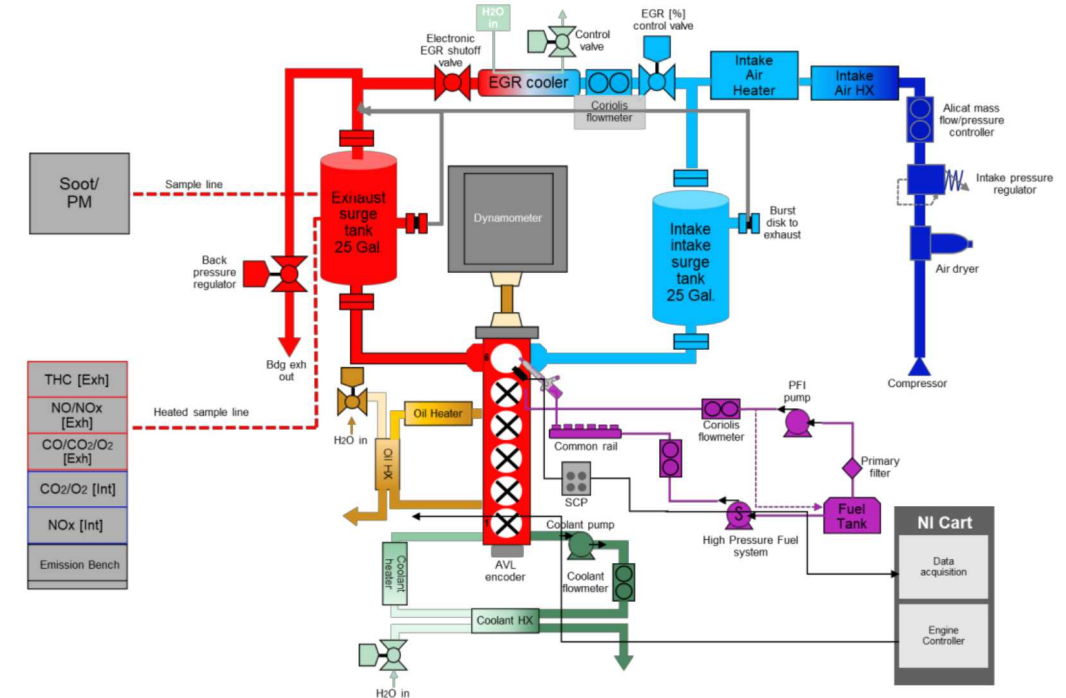 H2O
in
Electronic
EGR shutoff
valve
Control
valve
EGR [%]
control valve
EGR cooler
Coriolis
flowmeter
Intake
Air
Heater
Intake
Air HX
Alicat mass
flow/pressure
controller
Intake pressure
regulator
Air dryer
Compressor
Soot/
PM
Sample line
Exhaust
surge
tank
25 Gal.
Dynamometer
Intake
intake
surge
tank
25 Gal.
Burst
disk to
exhaust
Back
pressure
regulator
Bdg exh
out
THC [Exh]
NO/NOx
[Exh]
CO/CO2/O2
[Exh]
CO2/O2 [Int]
NOx [Int]
Emission Bench
Heated sample line
H2O in
Oil Heater
Oil HX
6
1
Common rail
Coriolis
flowmeter
PFI
pump
Primary
filter
Fuel
Tank
SCP
S
High Pressure Fuel
system
AVL
encoder
Coolant pump
Coolant
flowmeter
Coolant
heater
Coolant HX
H2O in
NI Cart
Data
acquisition
Engine
Controller